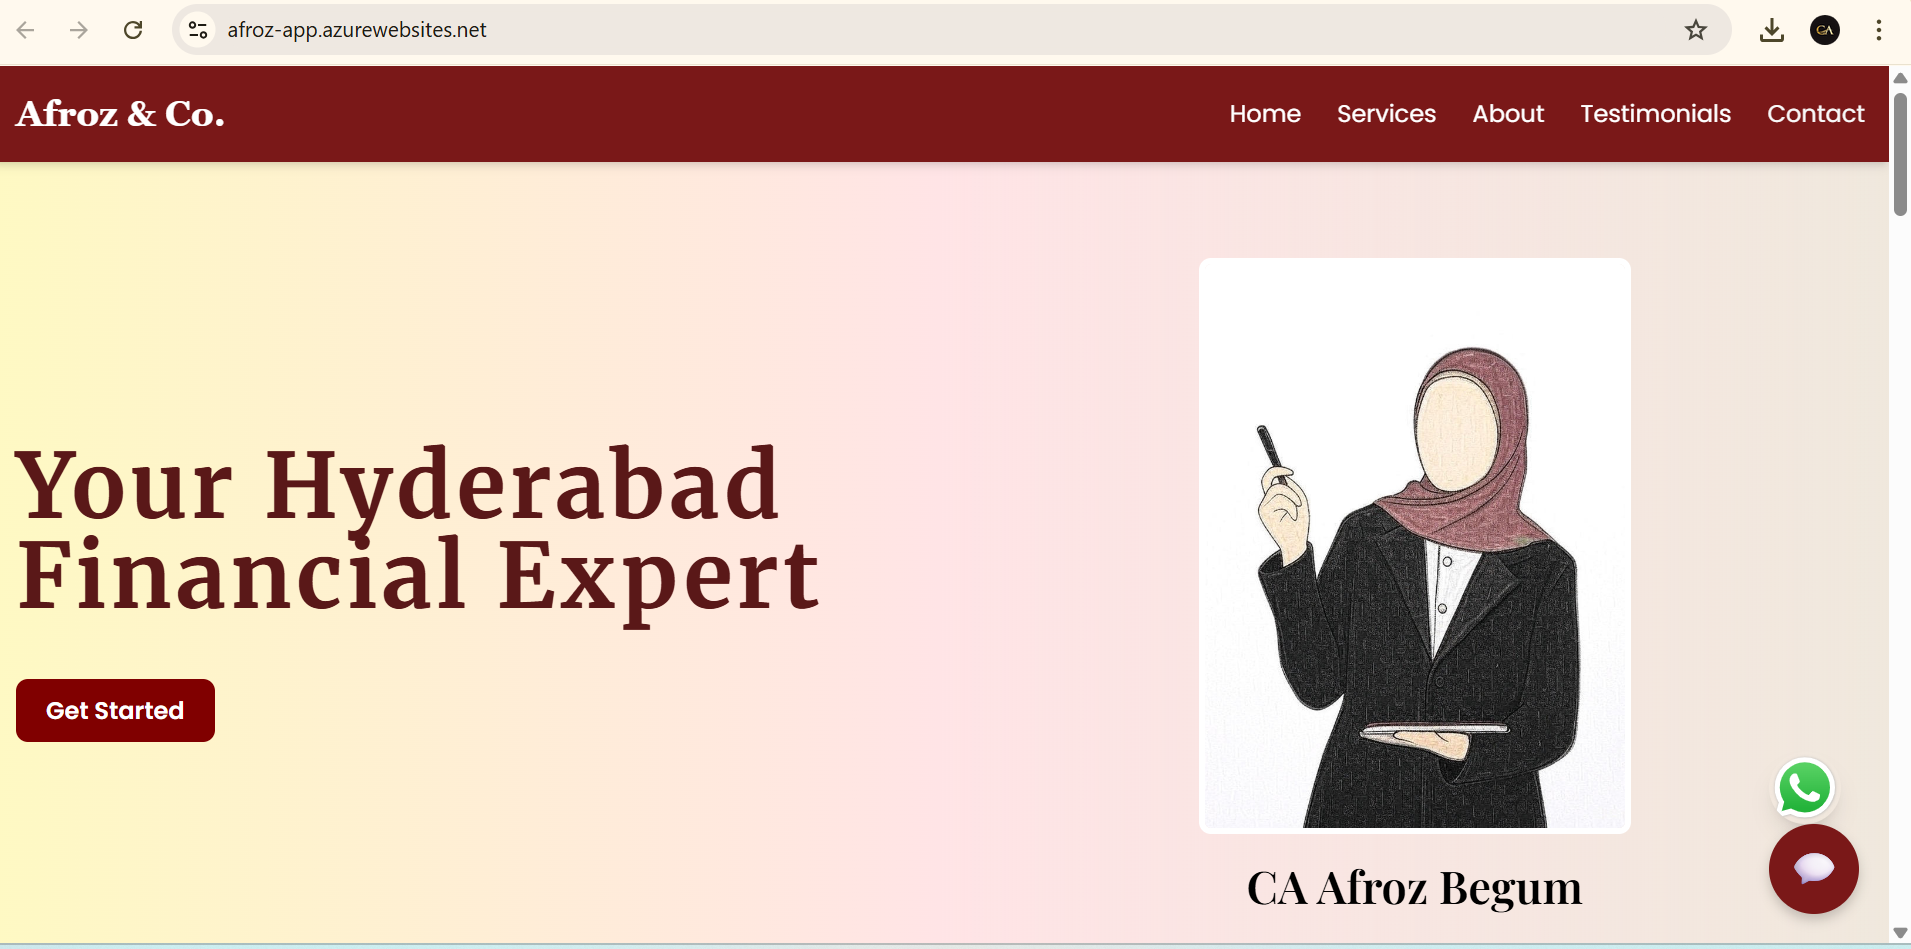 afroz-app.azurewebsites.net
CA
Afroz & Co.
Home Services About Testimonials Contact
Your Hyderabad
Financial Expert
Get Started
CA Afroz Begum